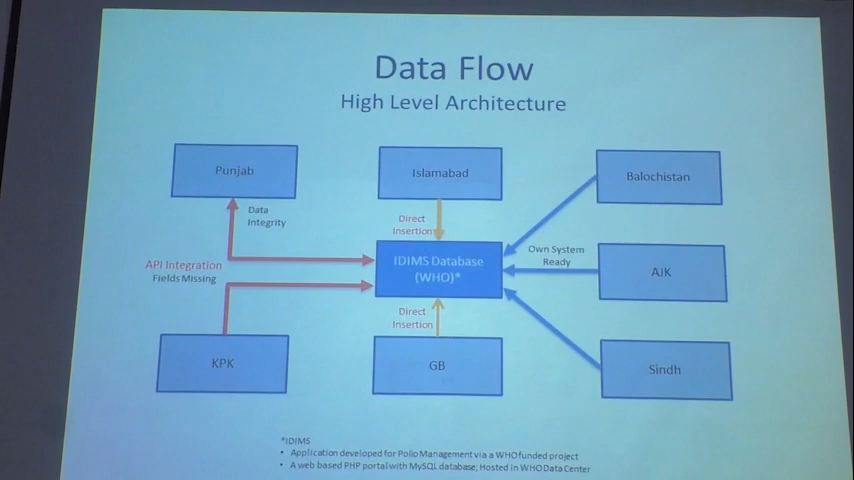 Data Flow
High Level Architecture
Punjab
Islamabad
Balochistan
Data
Integrity
Direct
Insertion
API Integration
Fields Missing
IDIMS Database
(WHO)*
Own System
Ready
AJK
Direct
Insertion
KPK
GB
Sindh
*IDIMS
• Application developed for Polio Management via a WHO funded project
• A web based PHP portal with MySQL database, Hosted in WHO Data Center